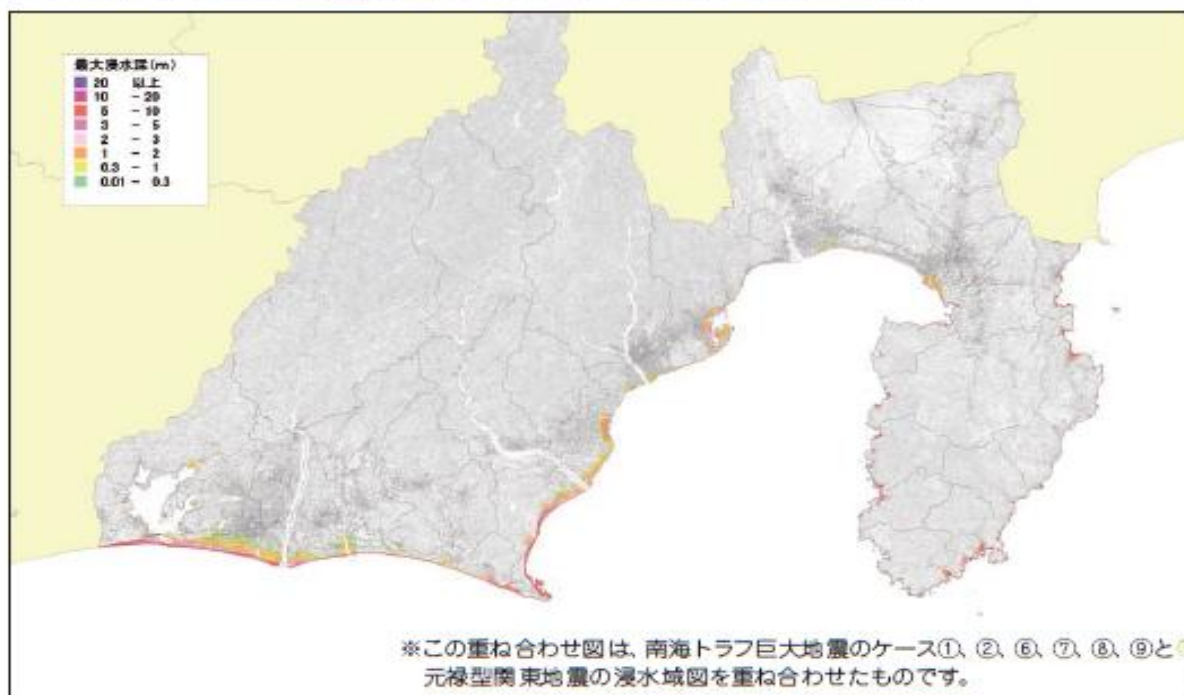 最大浸水深(m)
20 以上
10 - 20
5 - 10
3 - 5
2 - 3
1 - 2
0.3 - 1
0.01 - 0.3
※この重ね合わせ図は、南海トラフ巨大地震のケース①、②、⑥、⑦、⑧、⑨と
元禄型関東地震の浸水域図を重ね合わせたものです。